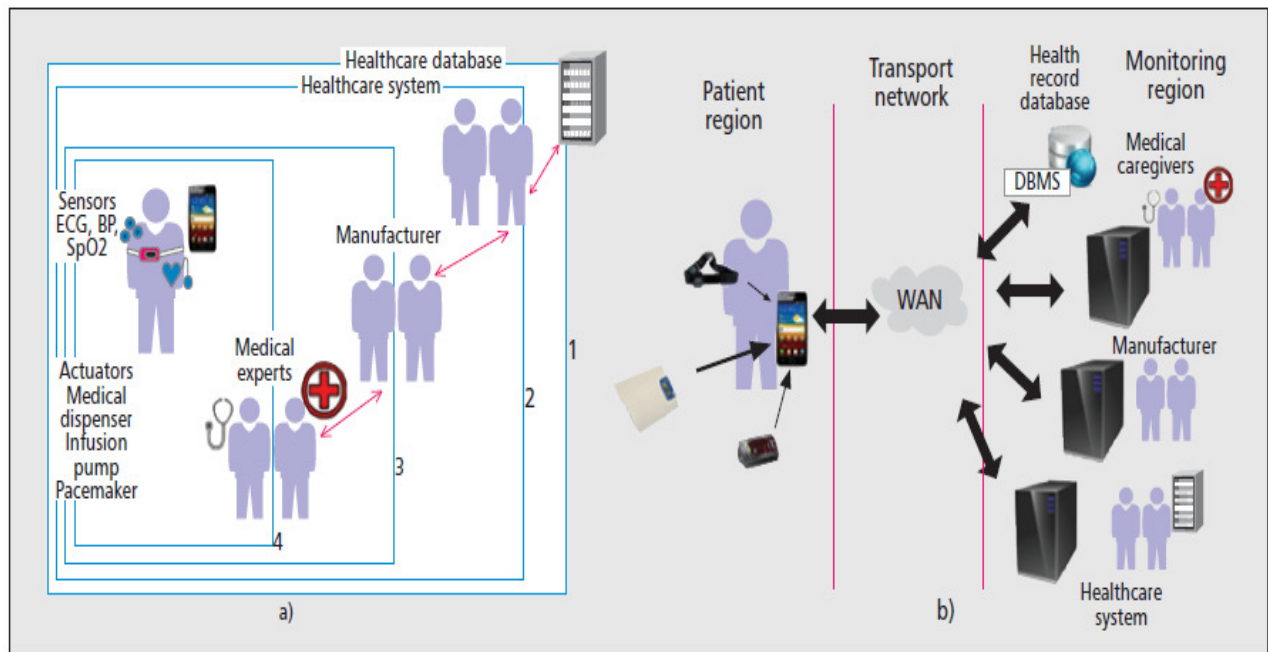 Healthcare database
Healthcare system
Sensors
ECG, BP,
SpO2
Manufacturer
Medical
experts
Actuators
Medical
dispenser
Infusion
pump
Pacemaker
1
2
3
4
a)
Patient
region
Transport
network
Health
record
database
Monitoring
region
DBMS
Medical
caregivers
WAN
Manufacturer
Healthcare
system
b)